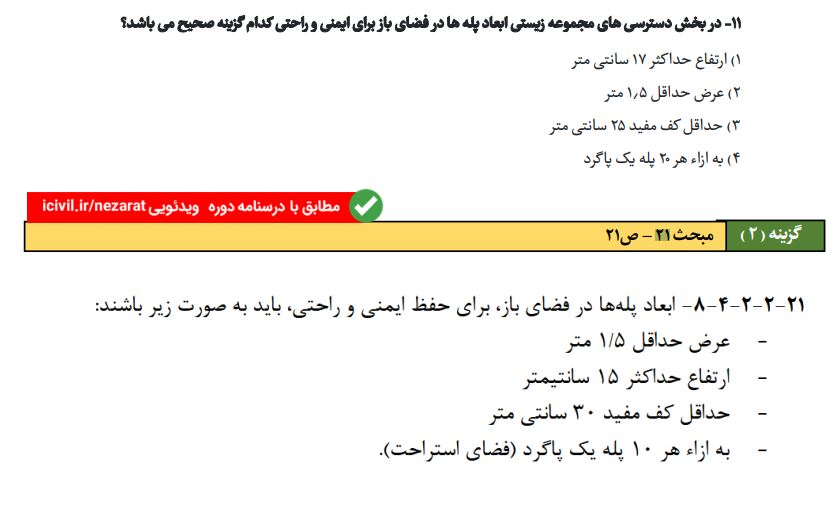 ۱۱- در بخش دسترسی های مجموعه زیستی ابعاد پله ها در فضای باز برای ایمنی و راحتی کدام گزینه صحیح می باشد؟
۱) ارتفاع حداکثر ۱۷ سانتی متر
۲) عرض حداقل ۱٫۵ متر
۳) حداقل کف مفید ۲۵ سانتی متر
۴) به ازاء هر ۲۰ پله یک پاگرد
مطابق با درسنامه دوره ویدئویی icivil.ir/nezarat
گزینه (۲) مبحث ۲۱ – ص۲۱
۲۱-۲-۲-۲-۴-۸- ابعاد پله‌ها در فضای باز، برای حفظ ایمنی و راحتی، باید به صورت زیر باشند:
- عرض حداقل ۱/۵ متر
- ارتفاع حداکثر ۱۵ سانتیمتر
- حداقل کف مفید ۳۰ سانتی متر
- به ازاء هر ۱۰ پله یک پاگرد (فضای استراحت).